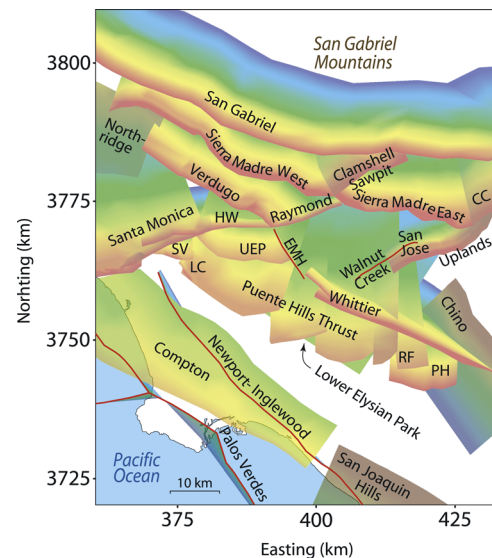 San Gabriel
Mountains
3800
San Gabriel
North-
ridge
Sierra Madre West
Clamshell
Sawpit
Verdugo
Sierra Madre East
CC
3775
HW
Raymond
Santa Monica
San
Jose
SV
UEP
EMH
Walnut
Creek
Uplands
LC
Whittier
Puente Hills Thrust
Chino
3750
RF
PH
Compton
Newport-Inglewood
Lower Elysian Park
Palos Verdes
San Joaquin
Hills
Pacific
Ocean
10 km
3725
375
400
425
Norhting (km)
Easting (km)